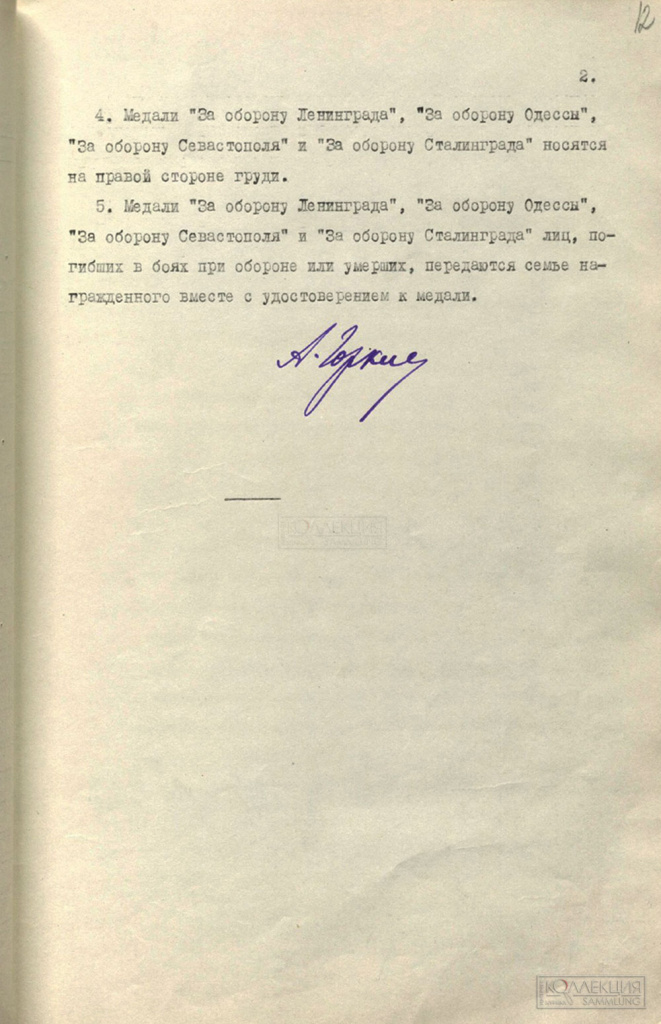 12
2.
4. Медали "За оборону Ленинграда", "За оборону Одессы",
"За оборону Севастополя" и "За оборону Сталинграда" носятся
на правой стороне груди.
5. Медали "За оборону Ленинграда", "За оборону Одессы",
"За оборону Севастополя" и "За оборону Сталинграда" лиц, по-
гибших в боях при обороне или умерших, передаются семье на-
гражденного вместе с удостоверением к медали.
А. Горкин
КОЛЛЕКЦИЯ
КОЛЛЕКЦИЯ
SAMMLUNG